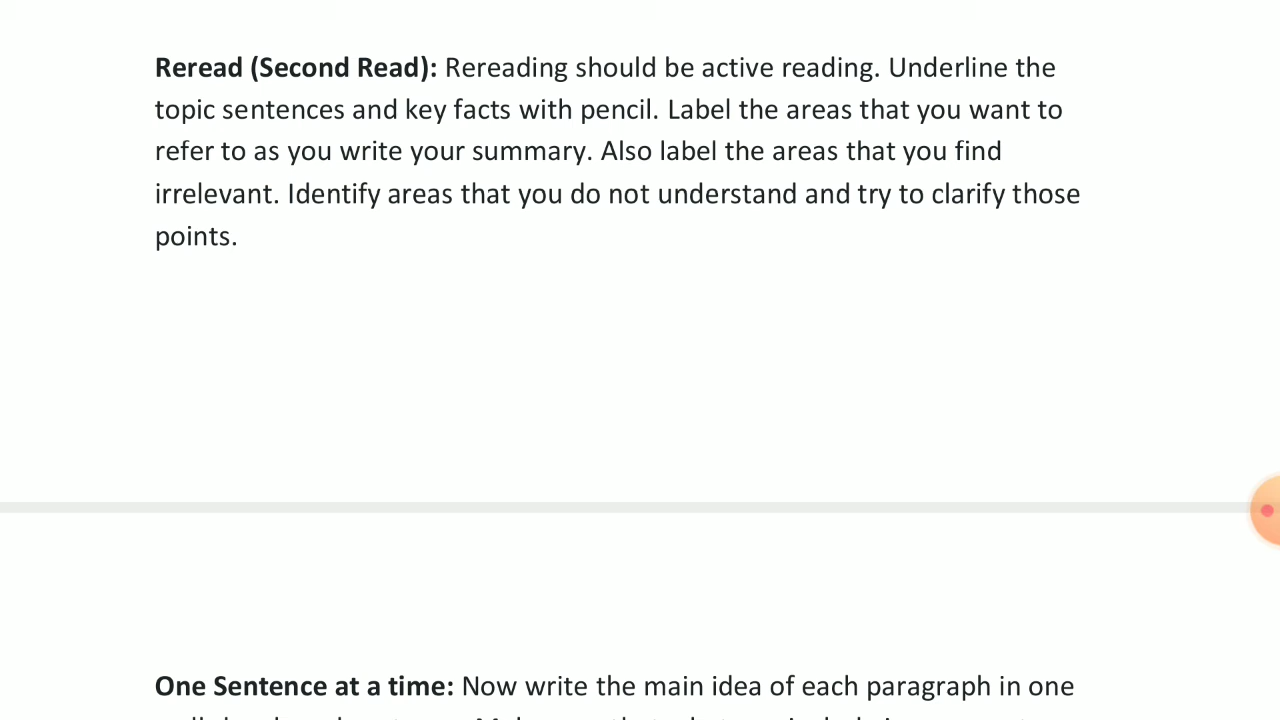 Reread (Second Read): Rereading should be active reading. Underline the
topic sentences and key facts with pencil. Label the areas that you want to
refer to as you write your summary. Also label the areas that you find
irrelevant. Identify areas that you do not understand and try to clarify those
points.
One Sentence at a time: Now write the main idea of each paragraph in one